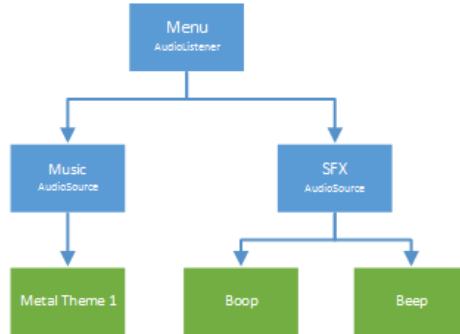 Menu
AudioListener
Music
AudioSource
SFX
AudioSource
Metal Theme 1
Boop
Beep